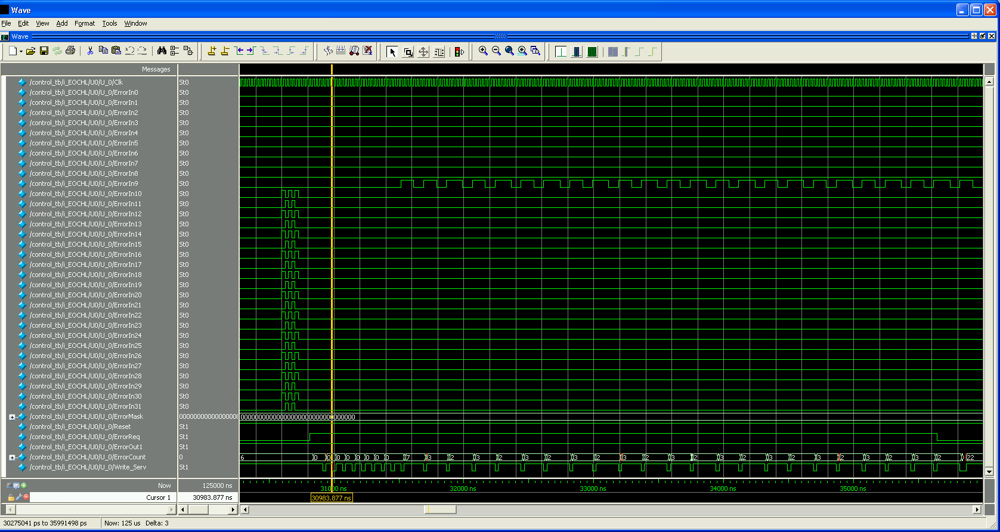 Wave
File Edit View Add Format Tools Window
Wave
Messages
/control_tb/i_EOCHL/U0/U_0/Clk St0
/control_tb/i_EOCHL/U0/U_0/ErrorIn0 St0
/control_tb/i_EOCHL/U0/U_0/ErrorIn1 St0
/control_tb/i_EOCHL/U0/U_0/ErrorIn2 St0
/control_tb/i_EOCHL/U0/U_0/ErrorIn3 St0
/control_tb/i_EOCHL/U0/U_0/ErrorIn4 St0
/control_tb/i_EOCHL/U0/U_0/ErrorIn5 St0
/control_tb/i_EOCHL/U0/U_0/ErrorIn6 St0
/control_tb/i_EOCHL/U0/U_0/ErrorIn7 St0
/control_tb/i_EOCHL/U0/U_0/ErrorIn8 St0
/control_tb/i_EOCHL/U0/U_0/ErrorIn9 St0
/control_tb/i_EOCHL/U0/U_0/ErrorIn10 St0
/control_tb/i_EOCHL/U0/U_0/ErrorIn11 St0
/control_tb/i_EOCHL/U0/U_0/ErrorIn12 St0
/control_tb/i_EOCHL/U0/U_0/ErrorIn13 St0
/control_tb/i_EOCHL/U0/U_0/ErrorIn14 St0
/control_tb/i_EOCHL/U0/U_0/ErrorIn15 St0
/control_tb/i_EOCHL/U0/U_0/ErrorIn16 St0
/control_tb/i_EOCHL/U0/U_0/ErrorIn17 St0
/control_tb/i_EOCHL/U0/U_0/ErrorIn18 St0
/control_tb/i_EOCHL/U0/U_0/ErrorIn19 St0
/control_tb/i_EOCHL/U0/U_0/ErrorIn20 St0
/control_tb/i_EOCHL/U0/U_0/ErrorIn21 St0
/control_tb/i_EOCHL/U0/U_0/ErrorIn22 St0
/control_tb/i_EOCHL/U0/U_0/ErrorIn23 St0
/control_tb/i_EOCHL/U0/U_0/ErrorIn24 St0
/control_tb/i_EOCHL/U0/U_0/ErrorIn25 St0
/control_tb/i_EOCHL/U0/U_0/ErrorIn26 St0
/control_tb/i_EOCHL/U0/U_0/ErrorIn27 St0
/control_tb/i_EOCHL/U0/U_0/ErrorIn28 St0
/control_tb/i_EOCHL/U0/U_0/ErrorIn29 St0
/control_tb/i_EOCHL/U0/U_0/ErrorIn30 St0
/control_tb/i_EOCHL/U0/U_0/ErrorIn31 St0
/control_tb/i_EOCHL/U0/U_0/ErrorMask
/control_tb/i_EOCHL/U0/U_0/Reset St1
/control_tb/i_EOCHL/U0/U_0/ErrorReq St1
/control_tb/i_EOCHL/U0/U_0/ErrorOut1 St1
/control_tb/i_EOCHL/U0/U_0/ErrorCount 0 6 0 0 0 0 0 0 0 0 7 3 2 3 2 3 2 3 2 3 2 3 2 3 2 3 2 3 2 3 2 3 2 22
/control_tb/i_EOCHL/U0/U_0/Write_Serv St1
Now 125000 ns 31000 ns 32000 ns 33000 ns 34000 ns 35000 ns
Cursor 1 30983.877 ns 30983.877 ns
30275041 ps to 35991498 ps Now: 125 us Delta: 3